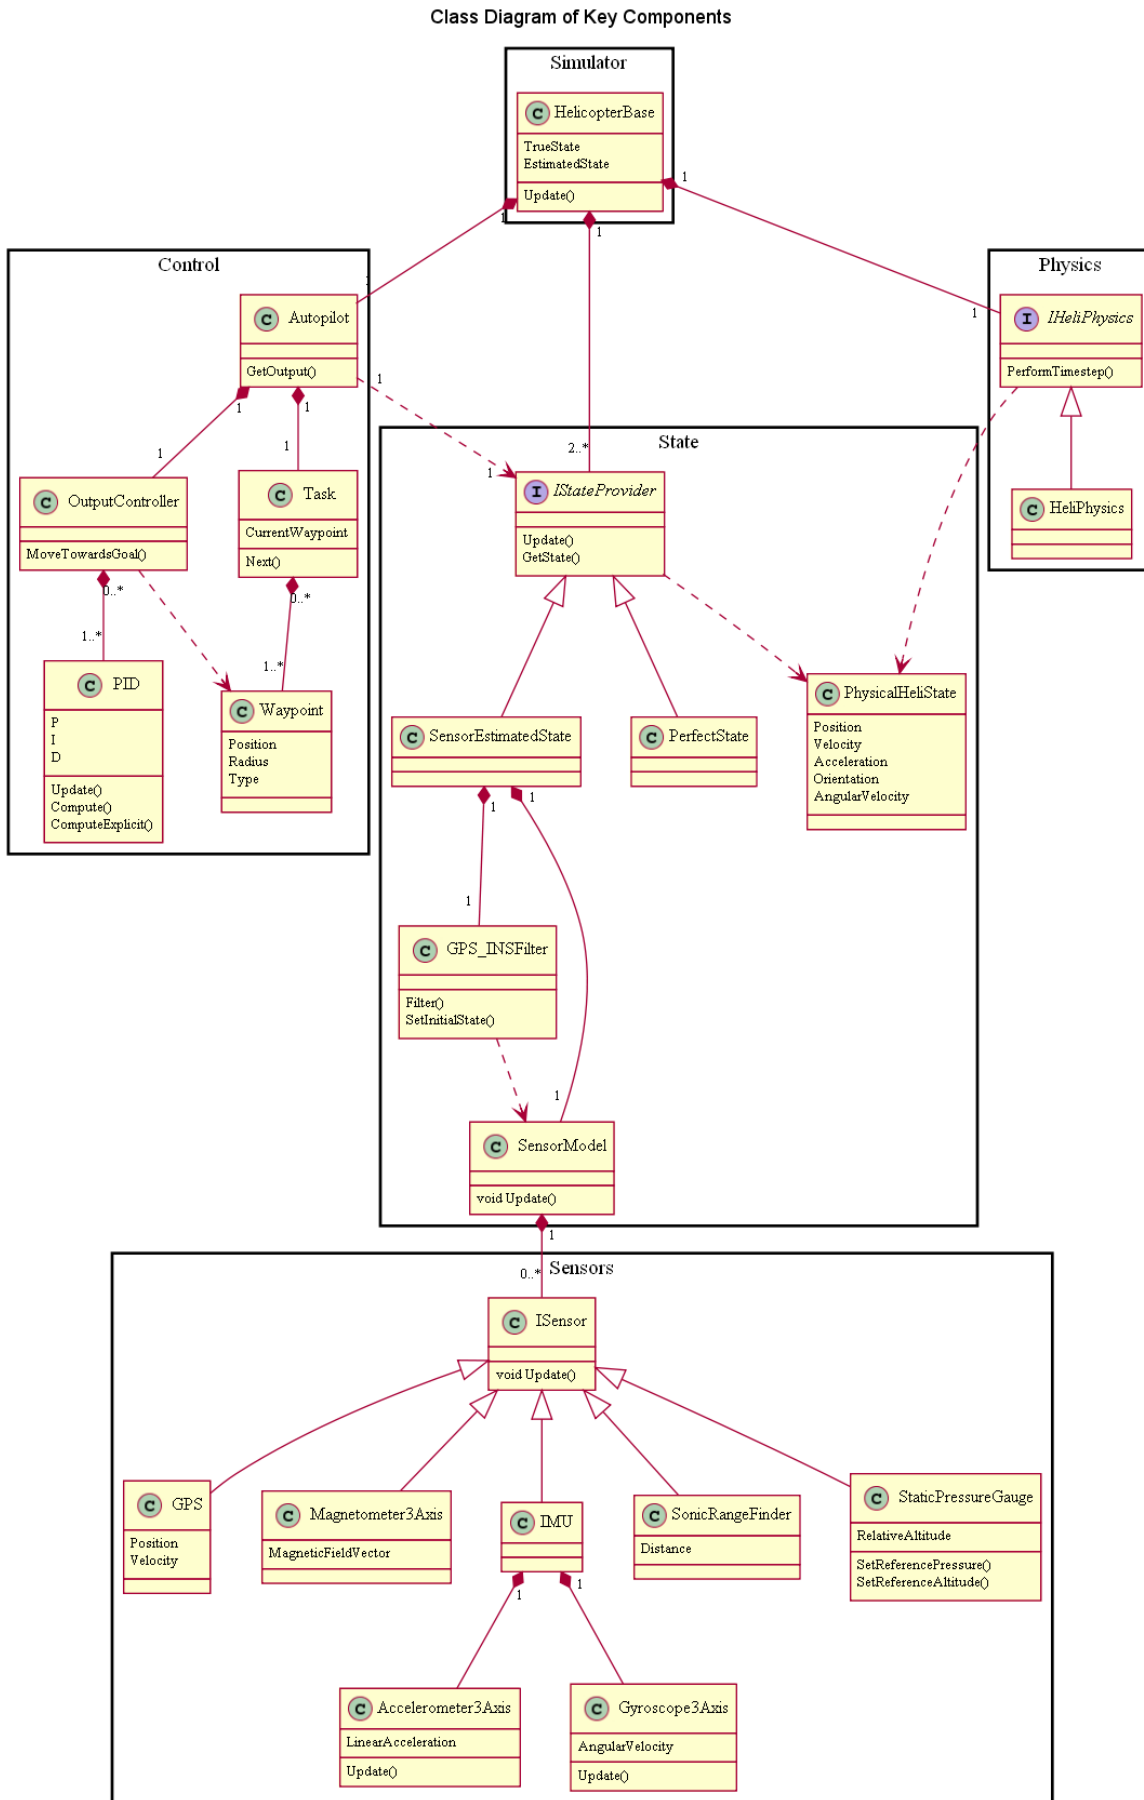 Class Diagram of Key Components
Simulator
C HelicopterBase
TrueState
EstimatedState
Update()
1
1
1
Control
1
C Autopilot
GetOutput()
1
1
1
1
1
C OutputController
MoveTowardsGoal()
0..*
1..*
C Task
CurrentWaypoint
Next()
0..*
1..*
C PID
P
I
D
Update()
Compute()
ComputeExplicit()
C Waypoint
Position
Radius
Type
Physics
1
I IHeliPhysics
PerformTimestep()
C HeliPhysics
State
2..*
1
I IStateProvider
Update()
GetState()
C SensorEstimatedState
1
1
C PerfectState
C PhysicalHeliState
Position
Velocity
Acceleration
Orientation
AngularVelocity
1
C GPS_INSFilter
Filter()
SetInitialState()
1
C SensorModel
void Update()
1
Sensors
0..*
C ISensor
void Update()
C GPS
Position
Velocity
C Magnetometer3Axis
MagneticFieldVector
C IMU
1
1
C SonicRangeFinder
Distance
C StaticPressureGauge
RelativeAltitude
SetReferencePressure()
SetReferenceAltitude()
C Accelerometer3Axis
LinearAcceleration
Update()
C Gyroscope3Axis
AngularVelocity
Update()